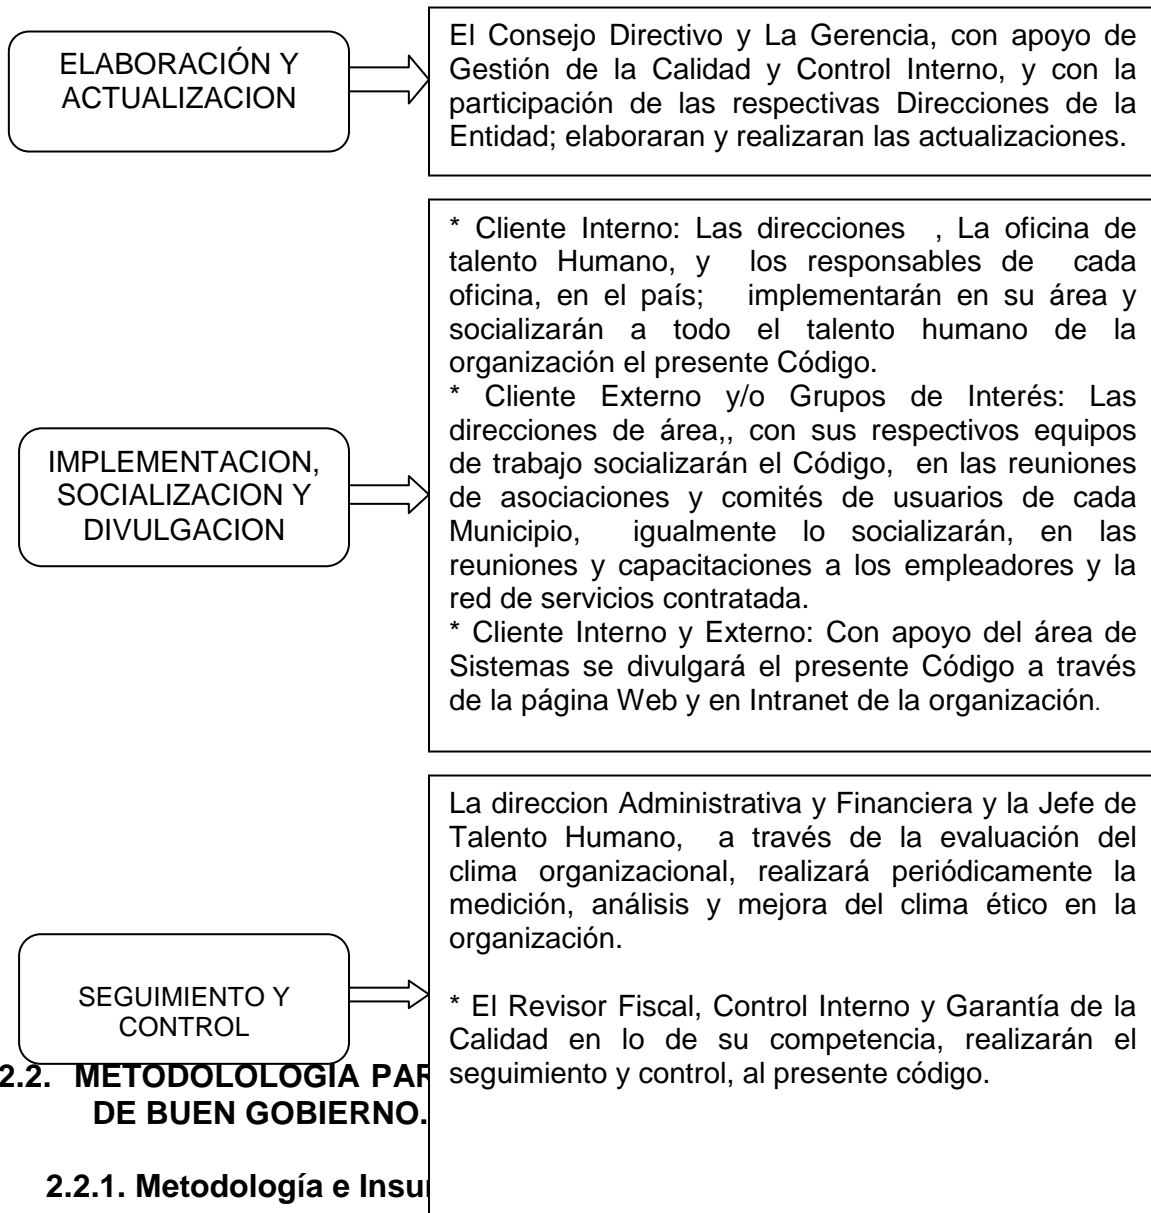 ELABORACIÓN Y
ACTUALIZACION
El Consejo Directivo y La Gerencia, con apoyo de
Gestión de la Calidad y Control Interno, y con la
participación de las respectivas Direcciones de la
Entidad; elaboraran y realizaran las actualizaciones.
IMPLEMENTACION,
SOCIALIZACION Y
DIVULGACION
* Cliente Interno: Las direcciones , La oficina de
talento Humano, y los responsables de cada
oficina, en el país; implementarán en su área y
socializarán a todo el talento humano de la
organización el presente Código.
* Cliente Externo y/o Grupos de Interés: Las
direcciones de área,, con sus respectivos equipos
de trabajo socializarán el Código, en las reuniones
de asociaciones y comités de usuarios de cada
Municipio, igualmente lo socializarán, en las
reuniones y capacitaciones a los empleadores y la
red de servicios contratada.
* Cliente Interno y Externo: Con apoyo del área de
Sistemas se divulgará el presente Código a través
de la página Web y en Intranet de la organización.
SEGUIMIENTO Y
CONTROL
La direccion Administrativa y Financiera y la Jefe de
Talento Humano, a través de la evaluación del
clima organizacional, realizará periódicamente la
medición, análisis y mejora del clima ético en la
organización.
* El Revisor Fiscal, Control Interno y Garantía de la
Calidad en lo de su competencia, realizarán el
seguimiento y control, al presente código.
2.2. METODOLOLOGÍA PAR
DE BUEN GOBIERNO.
2.2.1. Metodología e Insu